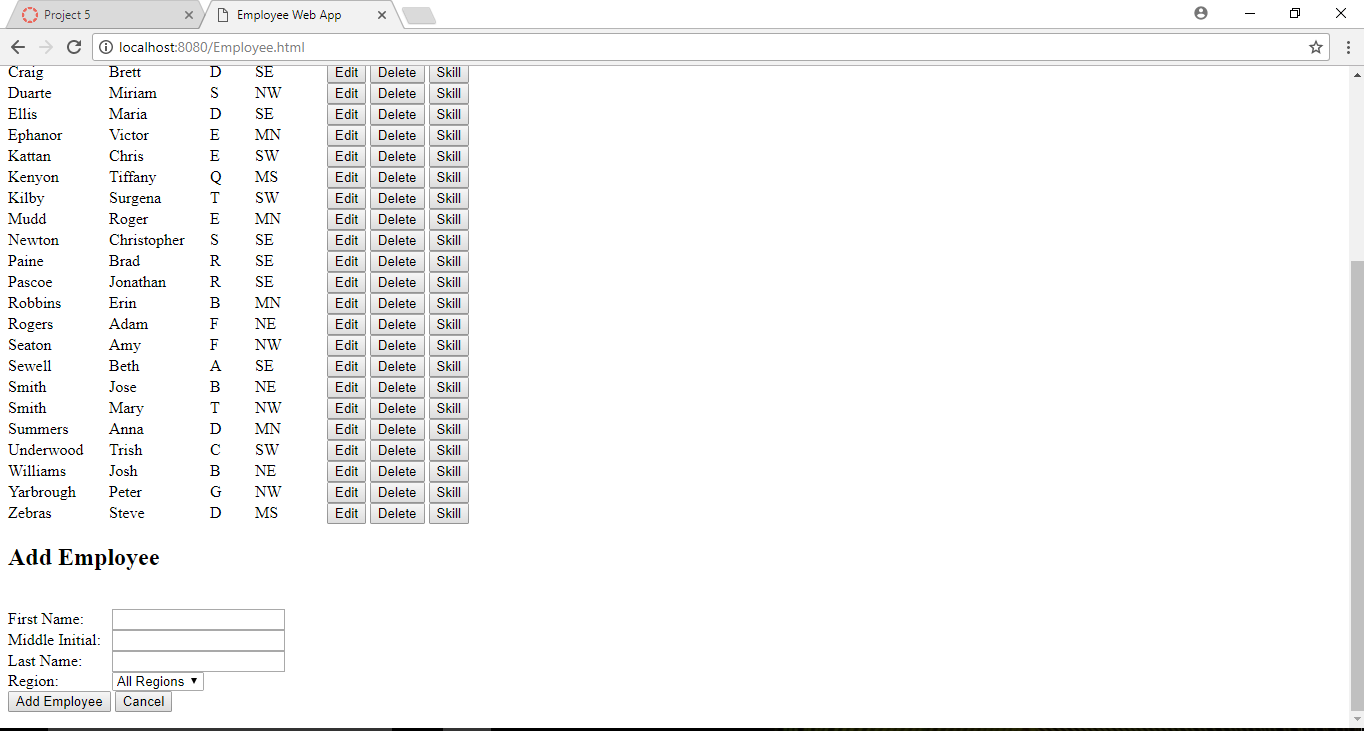 Project 5
Employee Web App
localhost:8080/Employee.html
Craig Brett D SE Edit Delete Skill
Duarte Miriam S NW Edit Delete Skill
Ellis Maria D SE Edit Delete Skill
Ephanor Victor E MN Edit Delete Skill
Kattan Chris E SW Edit Delete Skill
Kenyon Tiffany Q MS Edit Delete Skill
Kilby Surgena T SW Edit Delete Skill
Mudd Roger E MN Edit Delete Skill
Newton Christopher S SE Edit Delete Skill
Paine Brad R SE Edit Delete Skill
Pascoe Jonathan R SE Edit Delete Skill
Robbins Erin B MN Edit Delete Skill
Rogers Adam F NE Edit Delete Skill
Seaton Amy F NW Edit Delete Skill
Sewell Beth A SE Edit Delete Skill
Smith Jose B NE Edit Delete Skill
Smith Mary T NW Edit Delete Skill
Summers Anna D MN Edit Delete Skill
Underwood Trish C SW Edit Delete Skill
Williams Josh B NE Edit Delete Skill
Yarbrough Peter G NW Edit Delete Skill
Zebras Steve D MS Edit Delete Skill
Add Employee
First Name:
Middle Initial:
Last Name:
Region: All Regions
Add Employee Cancel